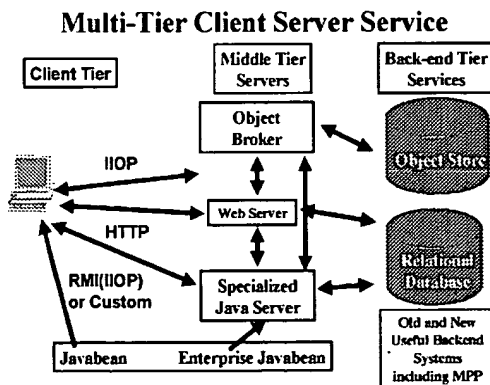 Multi-Tier Client Server Service
Client Tier
Middle Tier
Servers
Back-end Tier
Services
Object
Broker
Object Store
IIOP
Web Server
HTTP
RMI(IIOP)
or Custom
Specialized
Java Server
Relational
Database
Javabean
Enterprise Javabean
Old and New
Useful Backend
Systems
including MPP